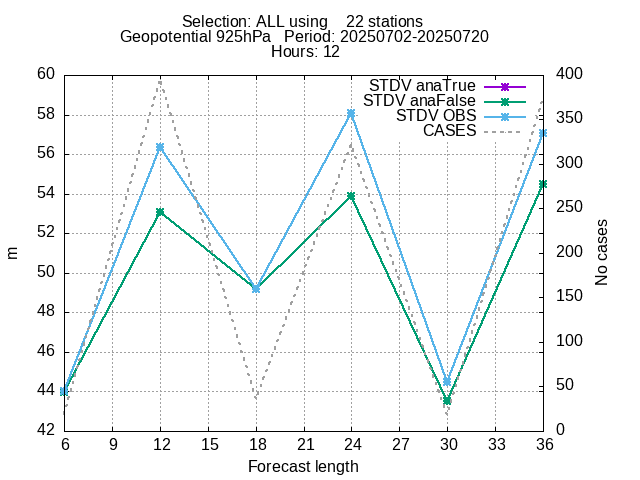 Selection: ALL using    22 stations
Geopotential 925hPa   Period: 20250702-20250720
Hours: 12
STDV anaTrue
STDV anaFalse
STDV OBS
CASES
60
58
56
54
52
50
48
46
44
42
m
400
350
300
250
200
150
100
50
0
No cases
6 9 12 15 18 21 24 27 30 33 36
Forecast length